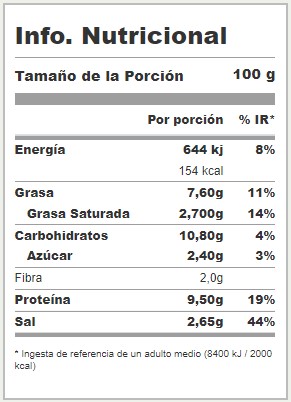 Info. Nutricional
Tamaño de la Porción 100 g
Por porción % IR*
Energía 644 kj 8%
154 kcal
Grasa 7,60g 11%
Grasa Saturada 2,700g 14%
Carbohidratos 10,80g 4%
Azúcar 2,40g 3%
Fibra 2,0g
Proteína 9,50g 19%
Sal 2,65g 44%
* Ingesta de referencia de un adulto medio (8400 kJ / 2000
kcal)